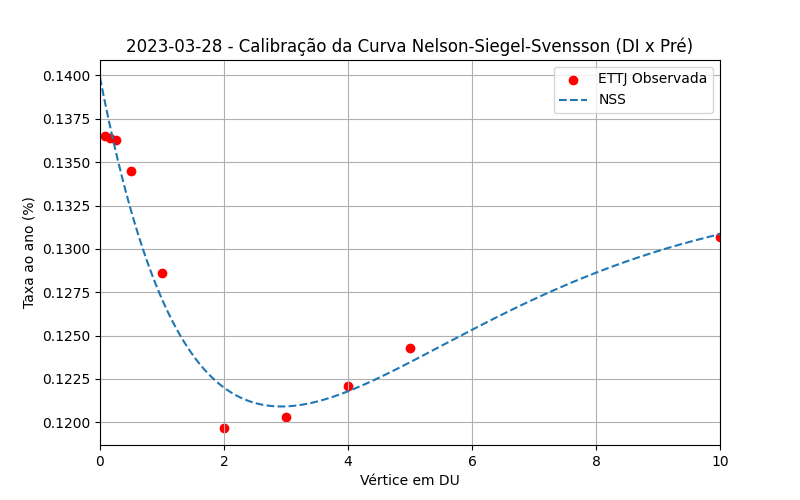 2023-03-28 - Calibração da Curva Nelson-Siegel-Svensson (DI x Pré)
ETTJ Observada
NSS
Taxa ao ano (%)
0.1400
0.1375
0.1350
0.1325
0.1300
0.1275
0.1250
0.1225
0.1200
0 2 4 6 8 10
Vértice em DU